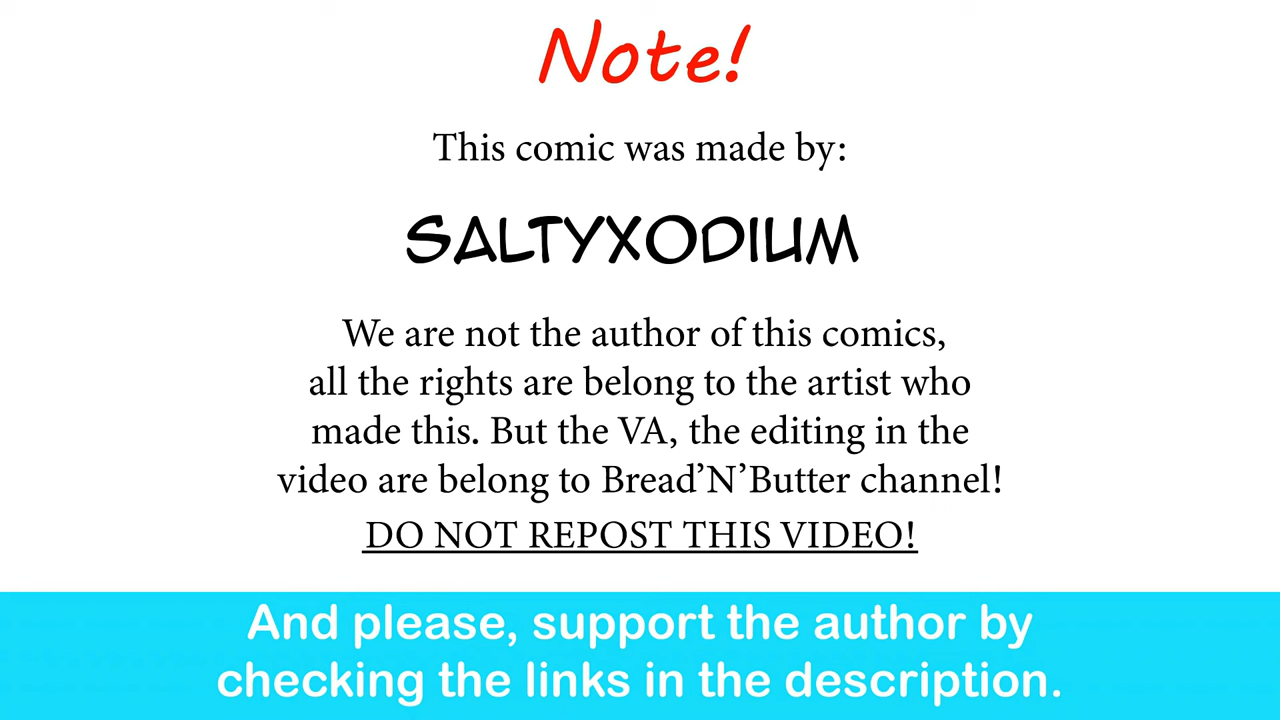 Note!
This comic was made by:
SALTYXODIUM
We are not the author of this comics,
all the rights are belong to the artist who
made this. But the VA, the editing in the
video are belong to Bread’N’Butter channel!
DO NOT REPOST THIS VIDEO!
And please, support the author by
checking the links in the description.